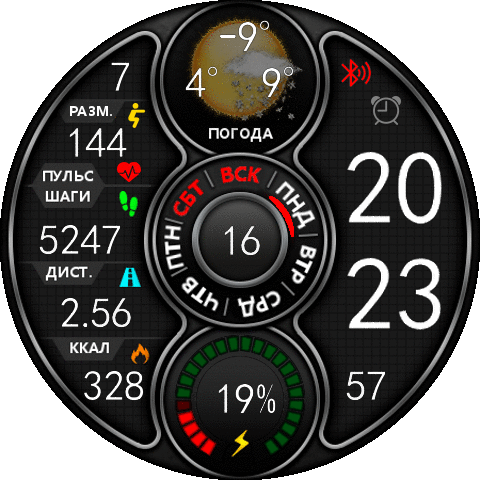 -9°
4° 9°
ПОГОДА
7
РАЗМ.
144
ПУЛЬС
ШАГИ
5247
ДИСТ.
2.56
ККАЛ
328
СБТ ВСК ПНД ВТР СРД ЧТВ ПТН
16
19%
20
23
57